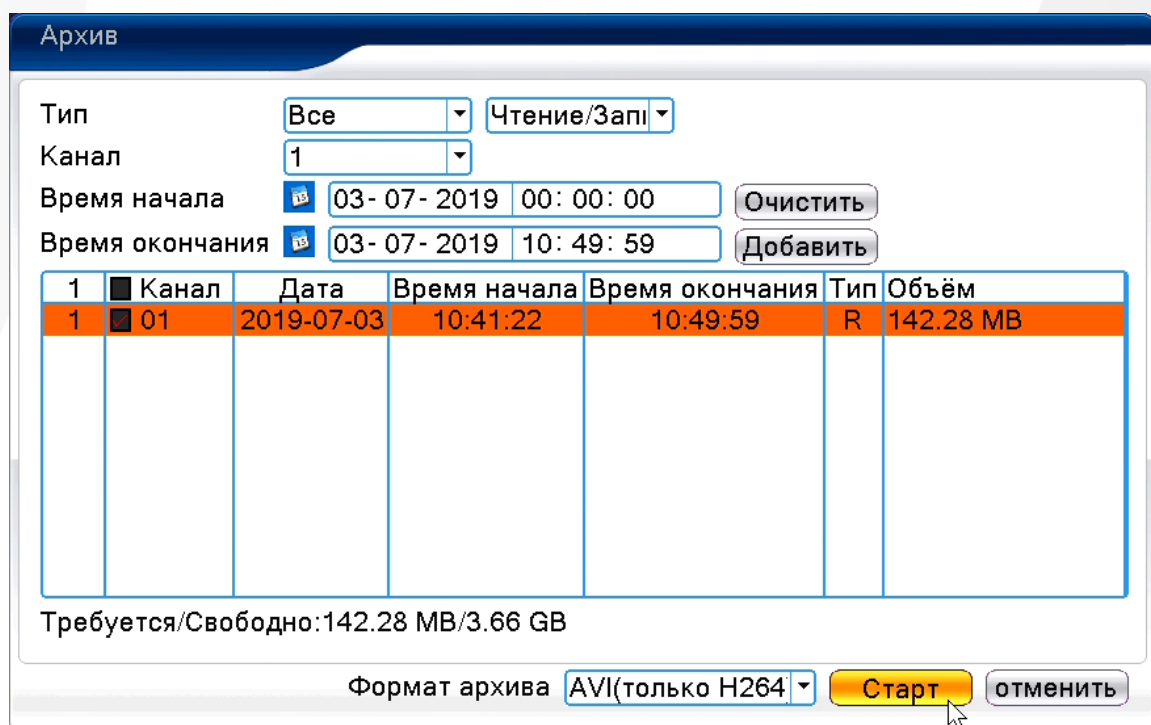 Архив
Тип Все Чтение/Запи
Канал 1
Время начала 15 03- 07- 2019 00: 00: 00 Очистить
Время окончания 15 03- 07- 2019 10: 49: 59 Добавить
1 Канал Дата Время начала Время окончания Тип Объём
1 01 2019-07-03 10:41:22 10:49:59 R 142.28 MB
Требуется/Свободно:142.28 MB/3.66 GB
Формат архива AVI(только H264 Старт отменить